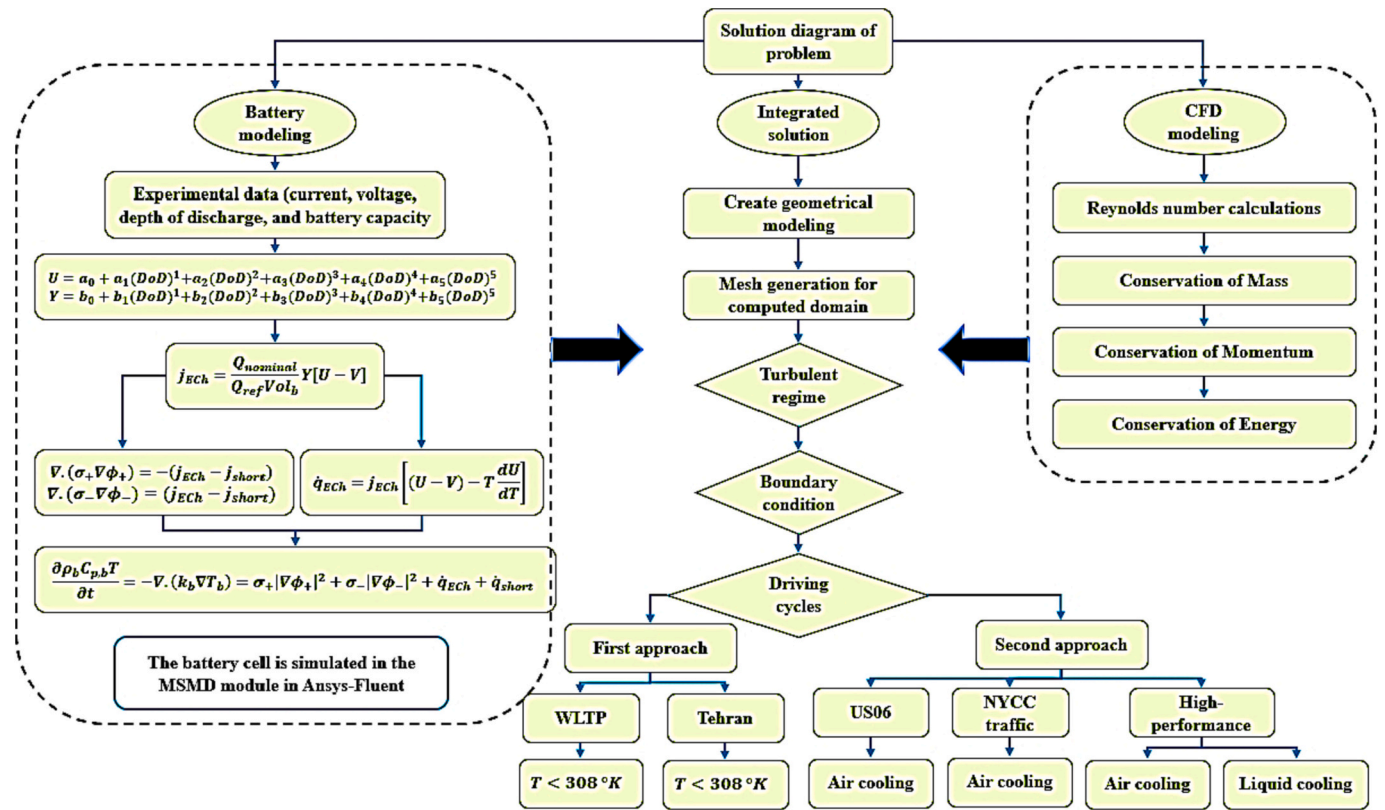 Solution diagram of
problem
Battery
modeling
Experimental data (current, voltage,
depth of discharge, and battery capacity
U = a₀ + a₁(DoD)¹+a₂(DoD)²+a₃(DoD)³+a₄(DoD)⁴+a₅(DoD)⁵
Y = b₀ + b₁(DoD)¹+b₂(DoD)²+b₃(DoD)³+b₄(DoD)⁴+b₅(DoD)⁵
j_ECh = Q_nominal / Q_ref Vol_b Y[U − V]
∇.(σ₊∇ϕ₊) = −(j_ECh − j_short)
∇.(σ₋∇ϕ₋) = (j_ECh − j_short)
q̇_ECh = j_ECh [(U − V) − T dU/dT]
∂ρ_b C_p,b T / ∂t = −∇.(k_b∇T_b) = σ₊|∇ϕ₊|² + σ₋|∇ϕ₋|² + q̇_ECh + q̇_short
The battery cell is simulated in the
MSMD module in Ansys-Fluent
Integrated
solution
Create geometrical
modeling
Mesh generation for
computed domain
Turbulent
regime
Boundary
condition
Driving
cycles
First approach
WLTP
Tehran
T < 308 °K
T < 308 °K
Second approach
US06
NYCC
traffic
High-
performance
Air cooling
Air cooling
Air cooling
Liquid cooling
CFD
modeling
Reynolds number calculations
Conservation of Mass
Conservation of Momentum
Conservation of Energy